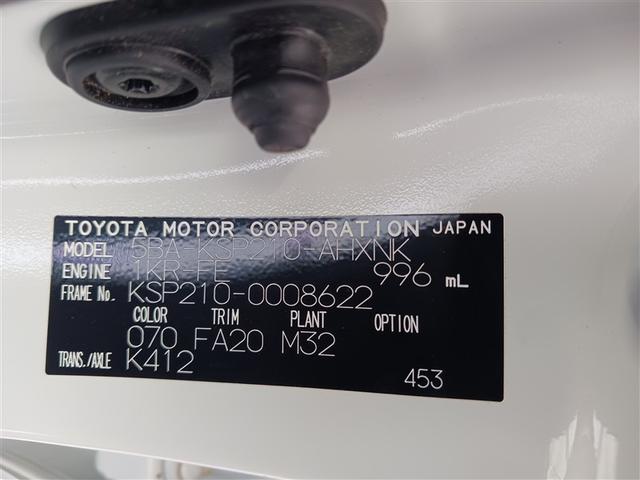 TOYOTA MOTOR CORPORATION JAPAN
MODEL 5BA-KSP210-AHXNK
ENGINE 1KR-FE 996 mL
FRAME No. KSP210-0008622
COLOR TRIM PLANT OPTION
070 FA20 M32
TRANS./AXLE K412
453